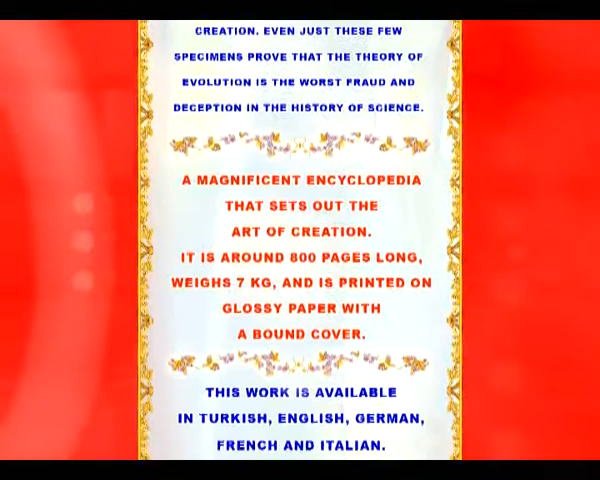 CREATION. EVEN JUST THESE FEW
SPECIMENS PROVE THAT THE THEORY OF
EVOLUTION IS THE WORST FRAUD AND
DECEPTION IN THE HISTORY OF SCIENCE.
A MAGNIFICENT ENCYCLOPEDIA
THAT SETS OUT THE
ART OF CREATION.
IT IS AROUND 800 PAGES LONG,
WEIGHS 7 KG, AND IS PRINTED ON
GLOSSY PAPER WITH
A BOUND COVER.
THIS WORK IS AVAILABLE
IN TURKISH, ENGLISH, GERMAN,
FRENCH AND ITALIAN.